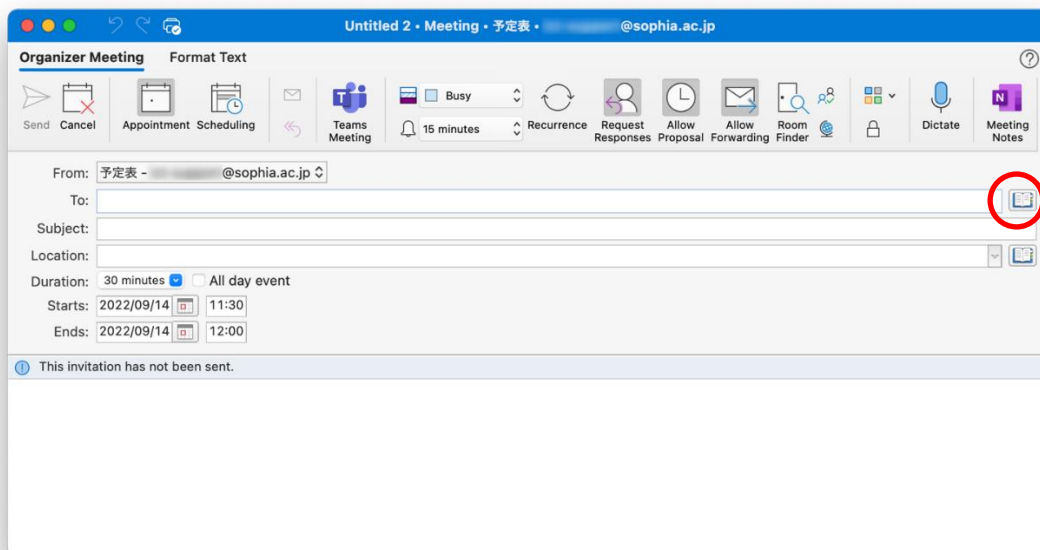 Untitled 2 • Meeting • 予定表 • @sophia.ac.jp
Organizer Meeting Format Text
Send Cancel Appointment Scheduling Teams Meeting Busy 15 minutes Recurrence Request Responses Allow Proposal Allow Forwarding Room Finder Dictate N Meeting Notes
From: 予定表 - @sophia.ac.jp
To:
Subject:
Location:
Duration: 30 minutes All day event
Starts: 2022/09/14 11:30
Ends: 2022/09/14 12:00
This invitation has not been sent.